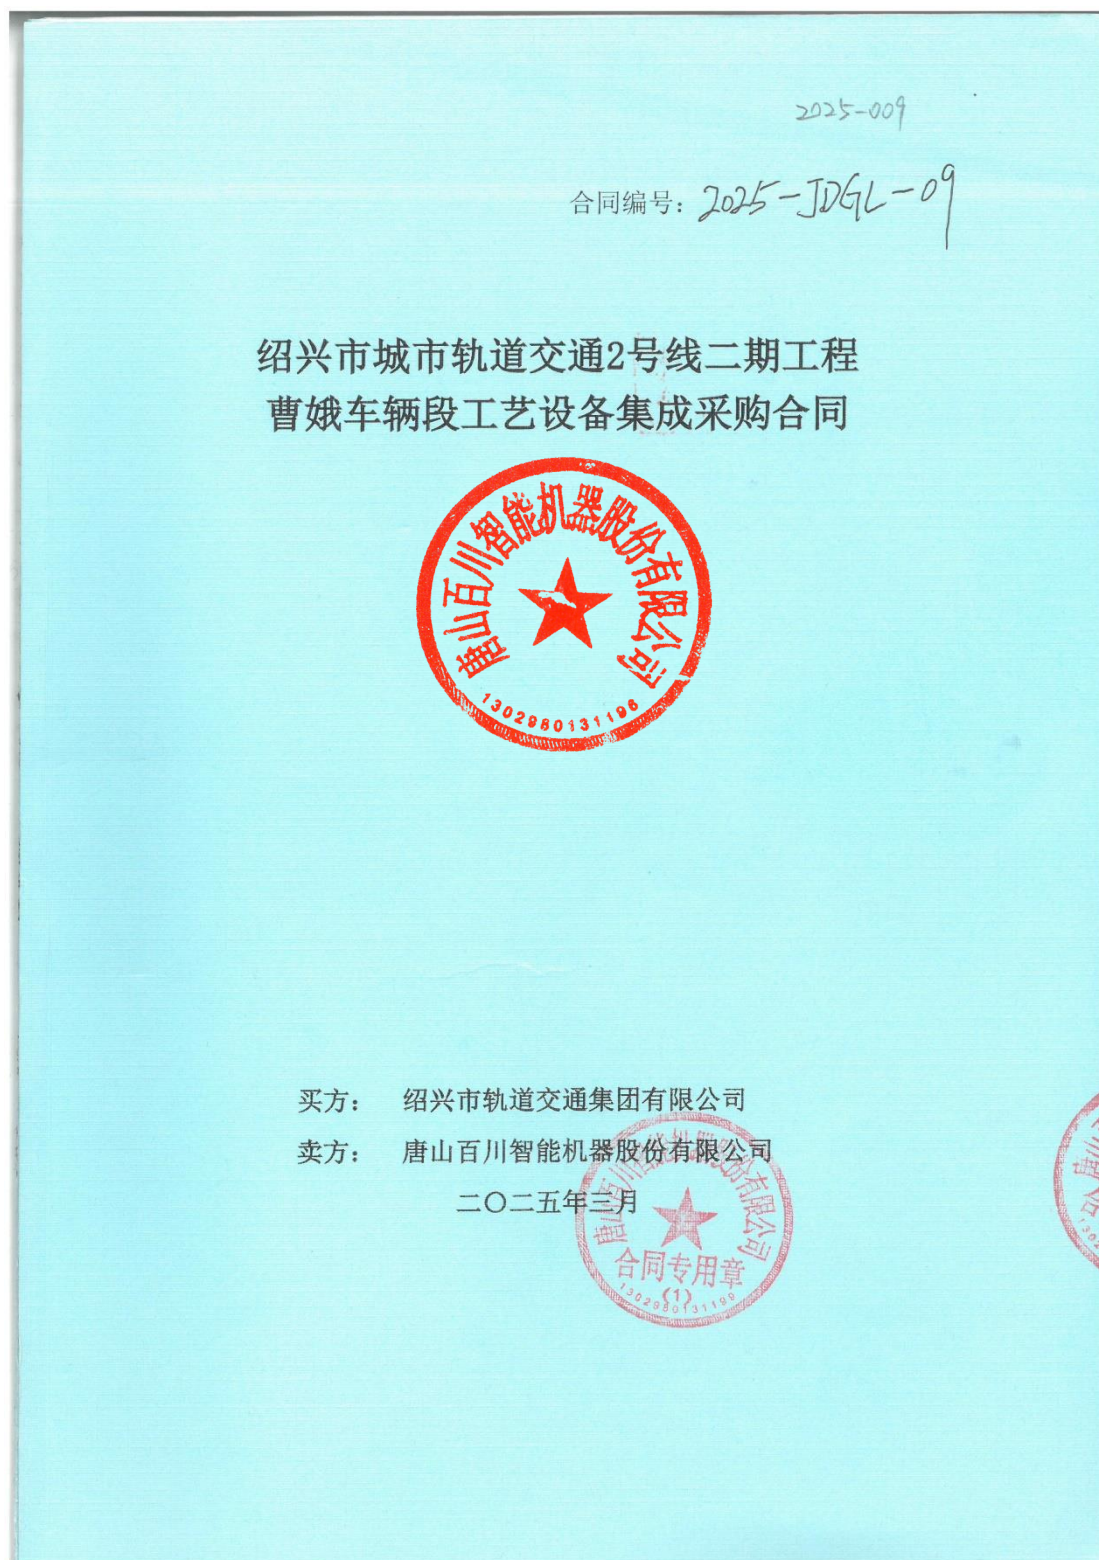 2025-009
合同编号：2025-JDGL-09
绍兴市城市轨道交通2号线二期工程
曹娥车辆段工艺设备集成采购合同
唐山百川智能机器股份有限公司
1302980131196
买方： 绍兴市轨道交通集团有限公司
卖方： 唐山百川智能机器股份有限公司
二〇二五年三月
唐山百川智能机器股份有限公司
合同专用章
(1)
1302980131199
唐山